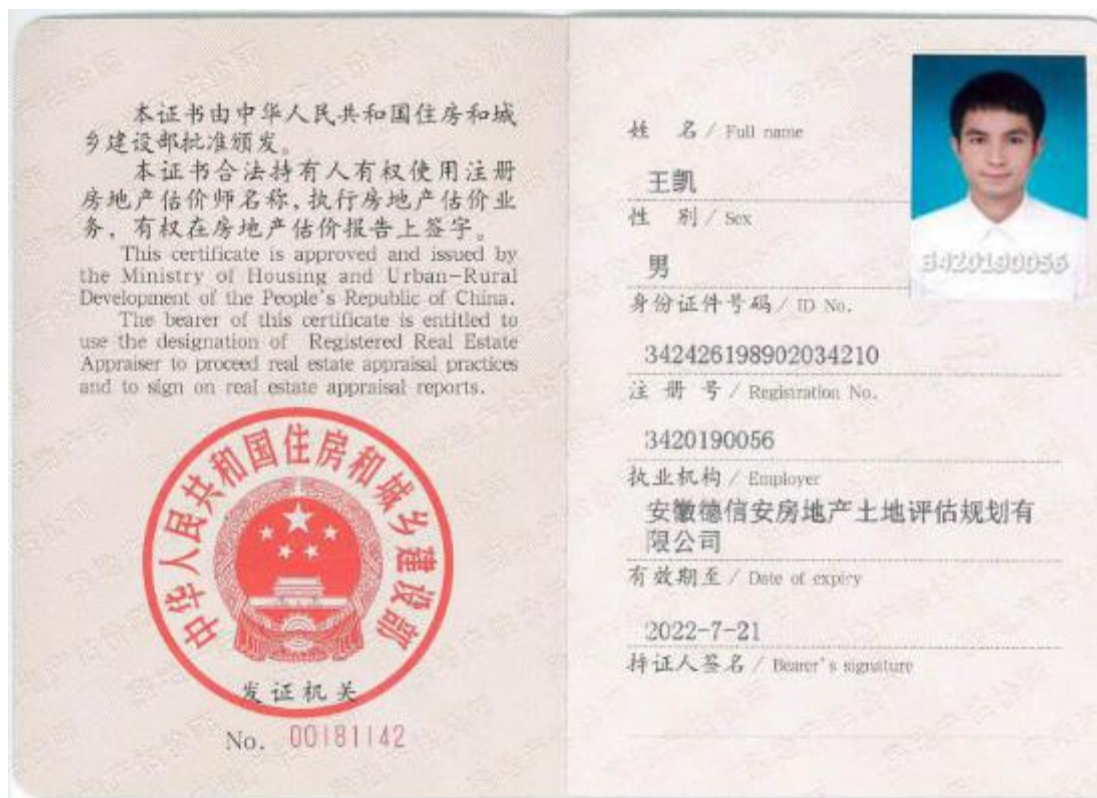 本证书由中华人民共和国住房和城
乡建设部批准颁发。
本证书合法持有人有权使用注册
房地产估价师名称，执行房地产估价业
务，有权在房地产估价报告上签字。
This certificate is approved and issued by
the Ministry of Housing and Urban-Rural
Development of the People's Republic of China.
The bearer of this certificate is entitled to
use the designation of Registered Real Estate
Appraiser to proceed real estate appraisal practices
and to sign on real estate appraisal reports.
中华人民共和国住房和城乡建设部
发证机关
No. 00181142
姓 名 / Full name
王凯
性 别 / Sex
男
身份证件号码 / ID No.
342426198902034210
注 册 号 / Registration No.
3420190056
执业机构 / Employer
安徽德信安房地产土地评估规划有
限公司
有效期至 / Date of expiry
2022-7-21
持证人签名 / Bearer's signature
3420190056